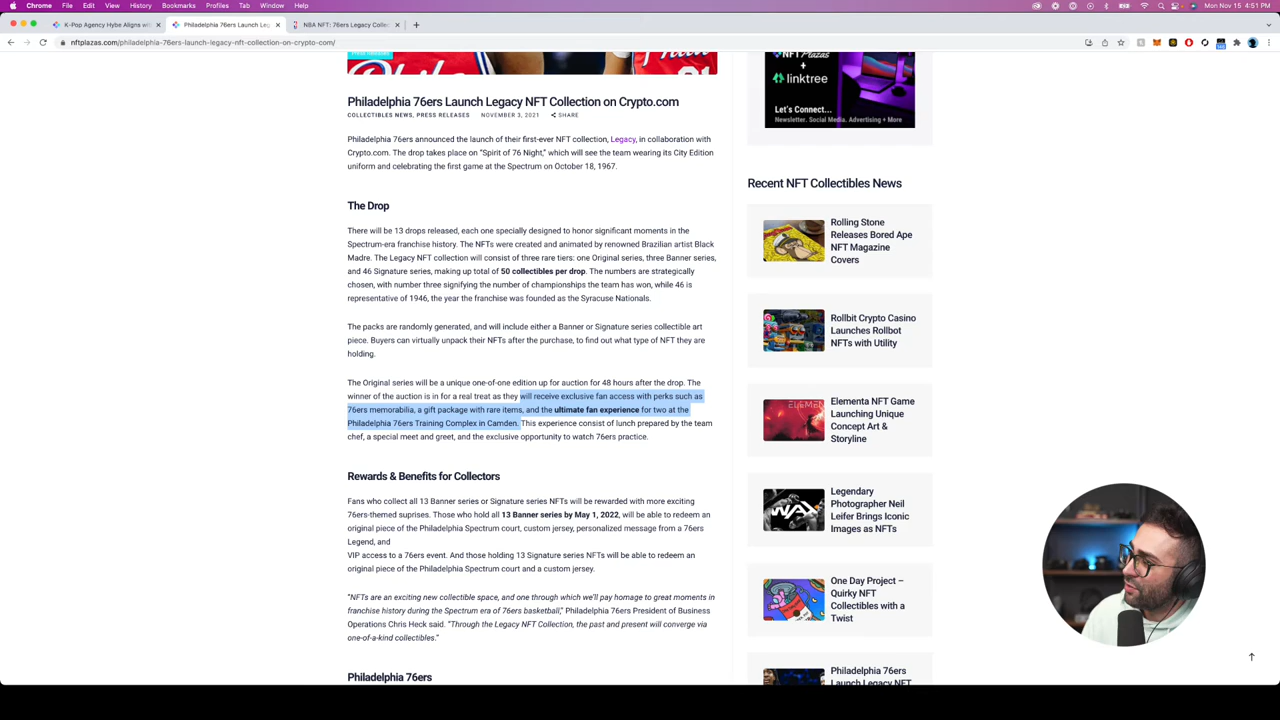 Chrome File Edit View History Bookmarks Profiles Tab Window Help Mon Nov 15 4:51 PM
K-Pop Agency Hybe Aligns wit
Philadelphia 76ers Launch Leg
NBA NFT: 76ers Legacy Collec
nftplazas.com/philadelphia-76ers-launch-legacy-nft-collection-on-crypto.com/
Philadelphia 76ers Launch Legacy NFT Collection on Crypto.com
COLLECTIBLES NEWS, PRESS RELEASES NOVEMBER 3, 2021 SHARE
Philadelphia 76ers announced the launch of their first-ever NFT collection, Legacy, in collaboration with
Crypto.com. The drop takes place on "Spirit of 76 Night," which will see the team wearing its City Edition
uniform and celebrating the first game at the Spectrum on October 18, 1967.
The Drop
There will be 13 drops released, each one specially designed to honor significant moments in the
Spectrum-era franchise history. The NFTs were created and animated by renowned Brazilian artist Black
Madre. The Legacy NFT collection will consist of three rare tiers: one Original series, three Banner series,
and 46 Signature series, making up total of 50 collectibles per drop. The numbers are strategically
chosen, with number three signifying the number of championships the team has won, while 46 is
representative of 1946, the year the franchise was founded as the Syracuse Nationals.
The packs are randomly generated, and will include either a Banner or Signature series collectible art
piece. Buyers can virtually unpack their NFTs after the purchase, to find out what type of NFT they are
holding.
The Original series will be a unique one-of-one edition up for auction for 48 hours after the drop. The
winner of the auction is in for a real treat as they will receive exclusive fan access with perks such as
76ers memorabilia, a gift package with rare items, and the ultimate fan experience for two at the
Philadelphia 76ers Training Complex in Camden. This experience consist of lunch prepared by the team
chef, a special meet and greet, and the exclusive opportunity to watch 76ers practice.
Rewards & Benefits for Collectors
Fans who collect all 13 Banner series or Signature series NFTs will be rewarded with more exciting
76ers-themed suprises. Those who hold all 13 Banner series by May 1, 2022, will be able to redeem an
original piece of the Philadelphia Spectrum court, custom jersey, personalized message from a 76ers
Legend, and
VIP access to a 76ers event. And those holding 13 Signature series NFTs will be able to redeem an
original piece of the Philadelphia Spectrum court and a custom jersey.
"NFTs are an exciting new collectible space, and one through which we'll pay homage to great moments in
franchise history during the Spectrum era of 76ers basketball," Philadelphia 76ers President of Business
Operations Chris Heck said. "Through the Legacy NFT Collection, the past and present will converge via
one-of-a-kind collectibles."
Philadelphia 76ers
+
linktree
Let's Connect...
Newsletter. Social Media. Advertising + More
Recent NFT Collectibles News
Rolling Stone
Releases Bored Ape
NFT Magazine
Covers
Rollbit Crypto Casino
Launches Rollbot
NFTs with Utility
Elementa NFT Game
Launching Unique
Concept Art &
Storyline
Legendary
Photographer Neil
Leifer Brings Iconic
Images as NFTs
One Day Project –
Quirky NFT
Collectibles with a
Twist
Philadelphia 76ers
Launch Legacy NFT